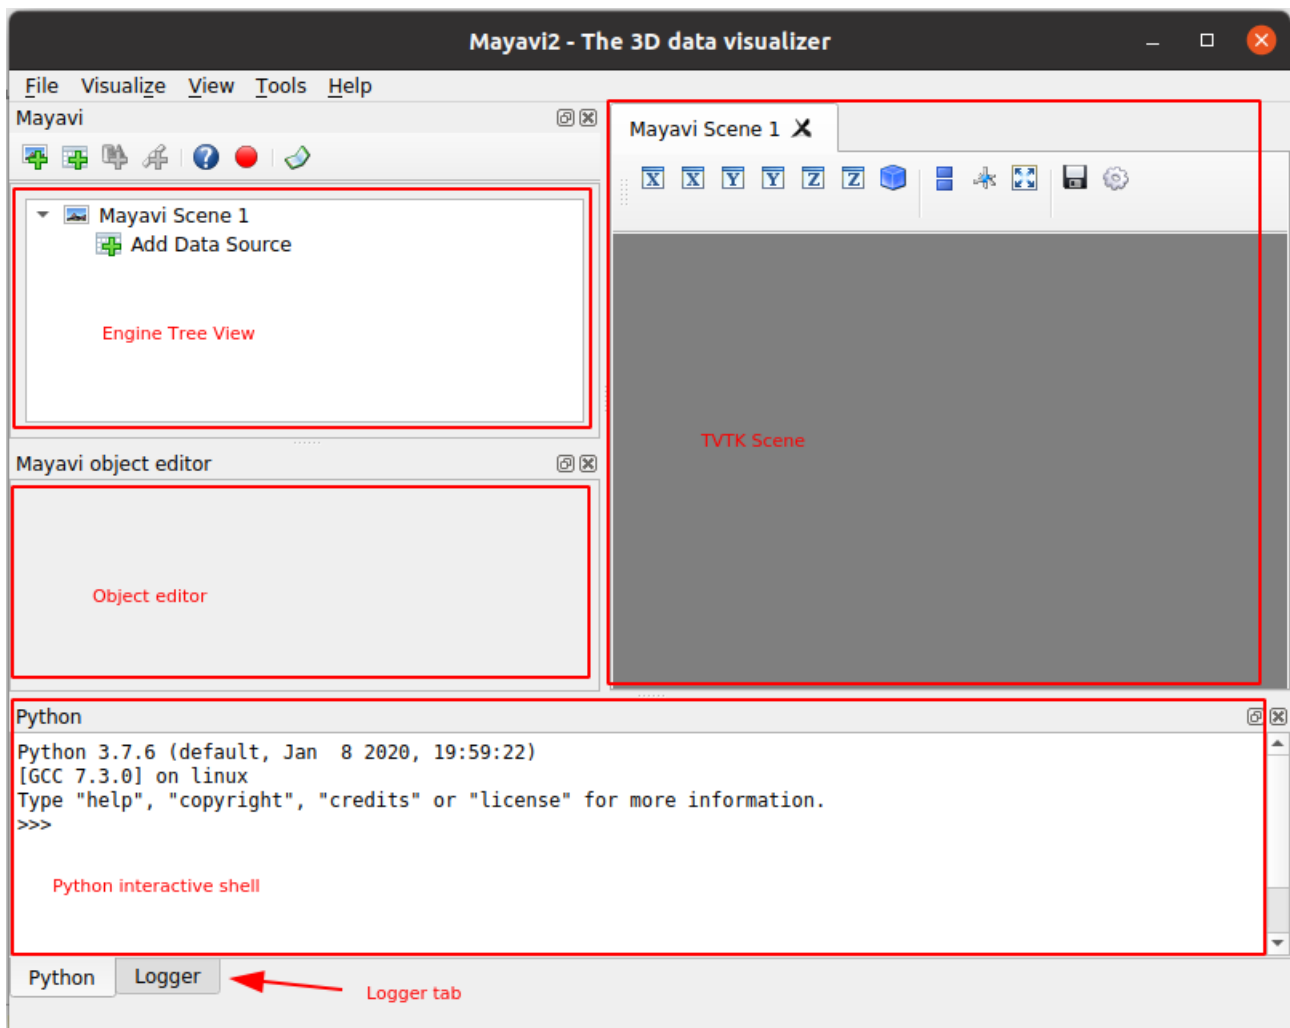 Mayavi2 - The 3D data visualizer
File Visualize View Tools Help
Mayavi
Mayavi Scene 1
Add Data Source
Engine Tree View
Mayavi object editor
Object editor
Mayavi Scene 1
X X Y Y Z Z
TVTK Scene
Python
Python 3.7.6 (default, Jan  8 2020, 19:59:22)
[GCC 7.3.0] on linux
Type "help", "copyright", "credits" or "license" for more information.
>>>
Python interactive shell
Python Logger
Logger tab